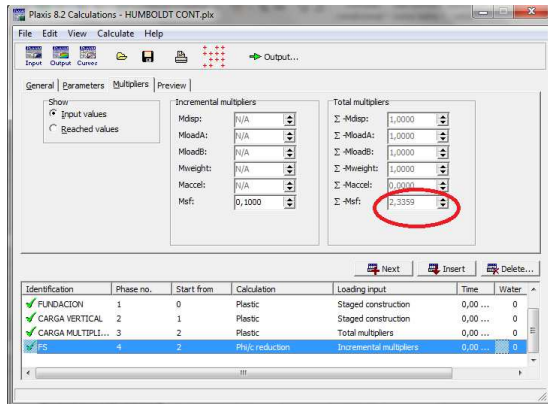 Plaxis 8.2 Calculations - HUMBOLDT CONT.plx
File Edit View Calculate Help
Input Output Curves Output...
General Parameters Multipliers Preview
Show
Input values
Reached values
Incremental multipliers
Mdisp: N/A
MloadA: N/A
MloadB: N/A
Mweight: N/A
Maccel: N/A
Msf: 0,1000
Total multipliers
Σ -Mdisp: 1,0000
Σ -MloadA: 1,0000
Σ -MloadB: 1,0000
Σ -Mweight: 1,0000
Σ -Maccel: 0,0000
Σ -Msf: 2,3359
Next Insert Delete...
Identification Phase no. Start from Calculation Loading input Time Water
FUNDACION 1 0 Plastic Staged construction 0,00 ... 0
CARGA VERTICAL 2 1 Plastic Staged construction 0,00 ... 0
CARGA MULTIPLI... 3 2 Plastic Total multipliers 0,00 ... 0
FS 4 2 Phi/c reduction Incremental multipliers 0,00 ... 0